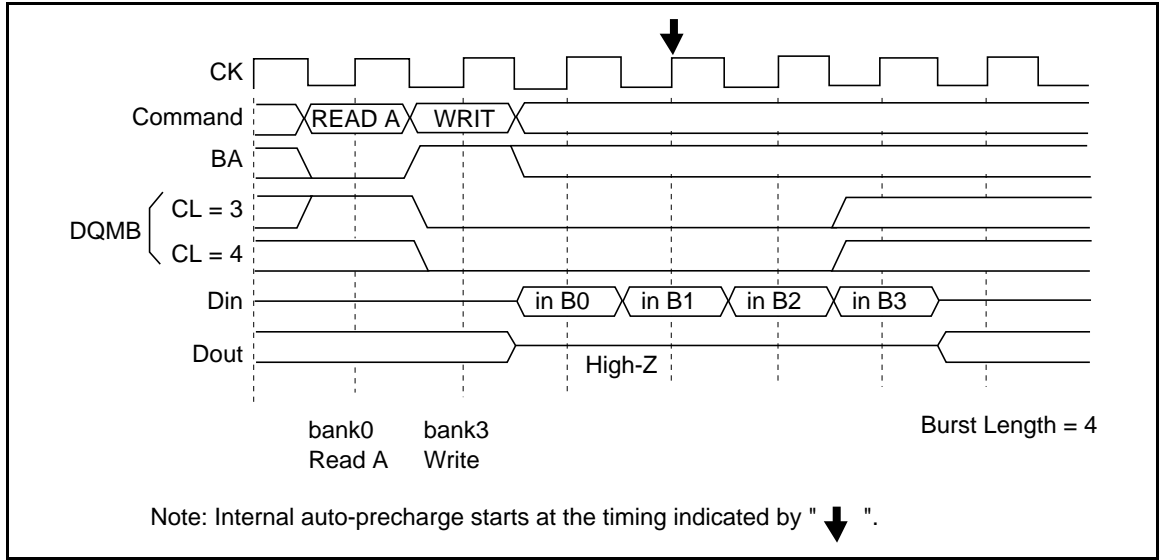 CK
Command READ A WRIT
BA
DQMB CL = 3
CL = 4
Din in B0 in B1 in B2 in B3
Dout High-Z
bank0 bank3 Burst Length = 4
Read A Write
Note: Internal auto-precharge starts at the timing indicated by " ".